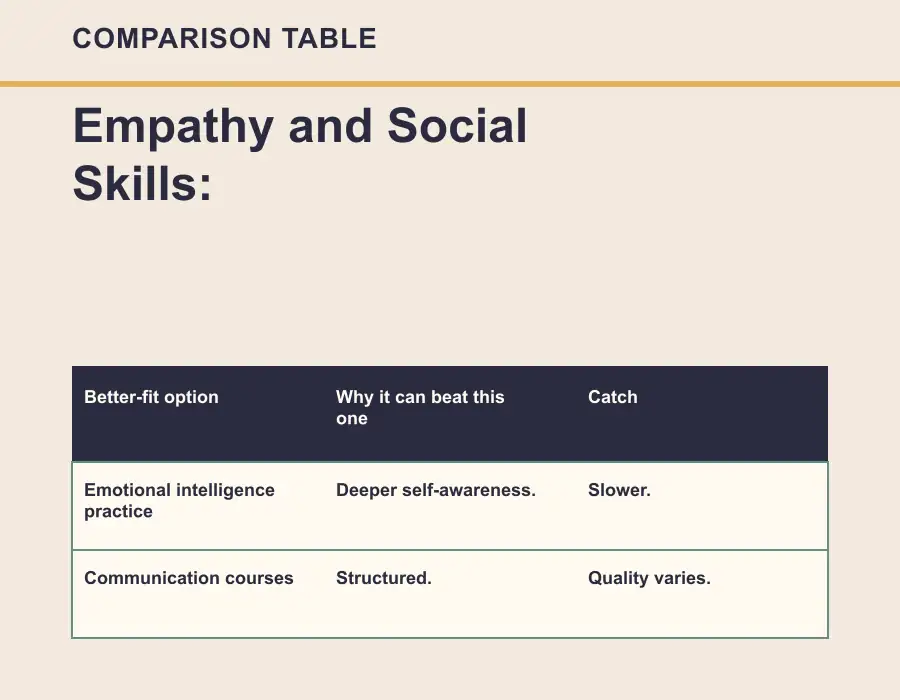 COMPARISON TABLE
Empathy and Social
Skills:
Better-fit option
Why it can beat this
one
Catch
Emotional intelligence
practice
Deeper self-awareness.
Slower.
Communication courses
Structured.
Quality varies.